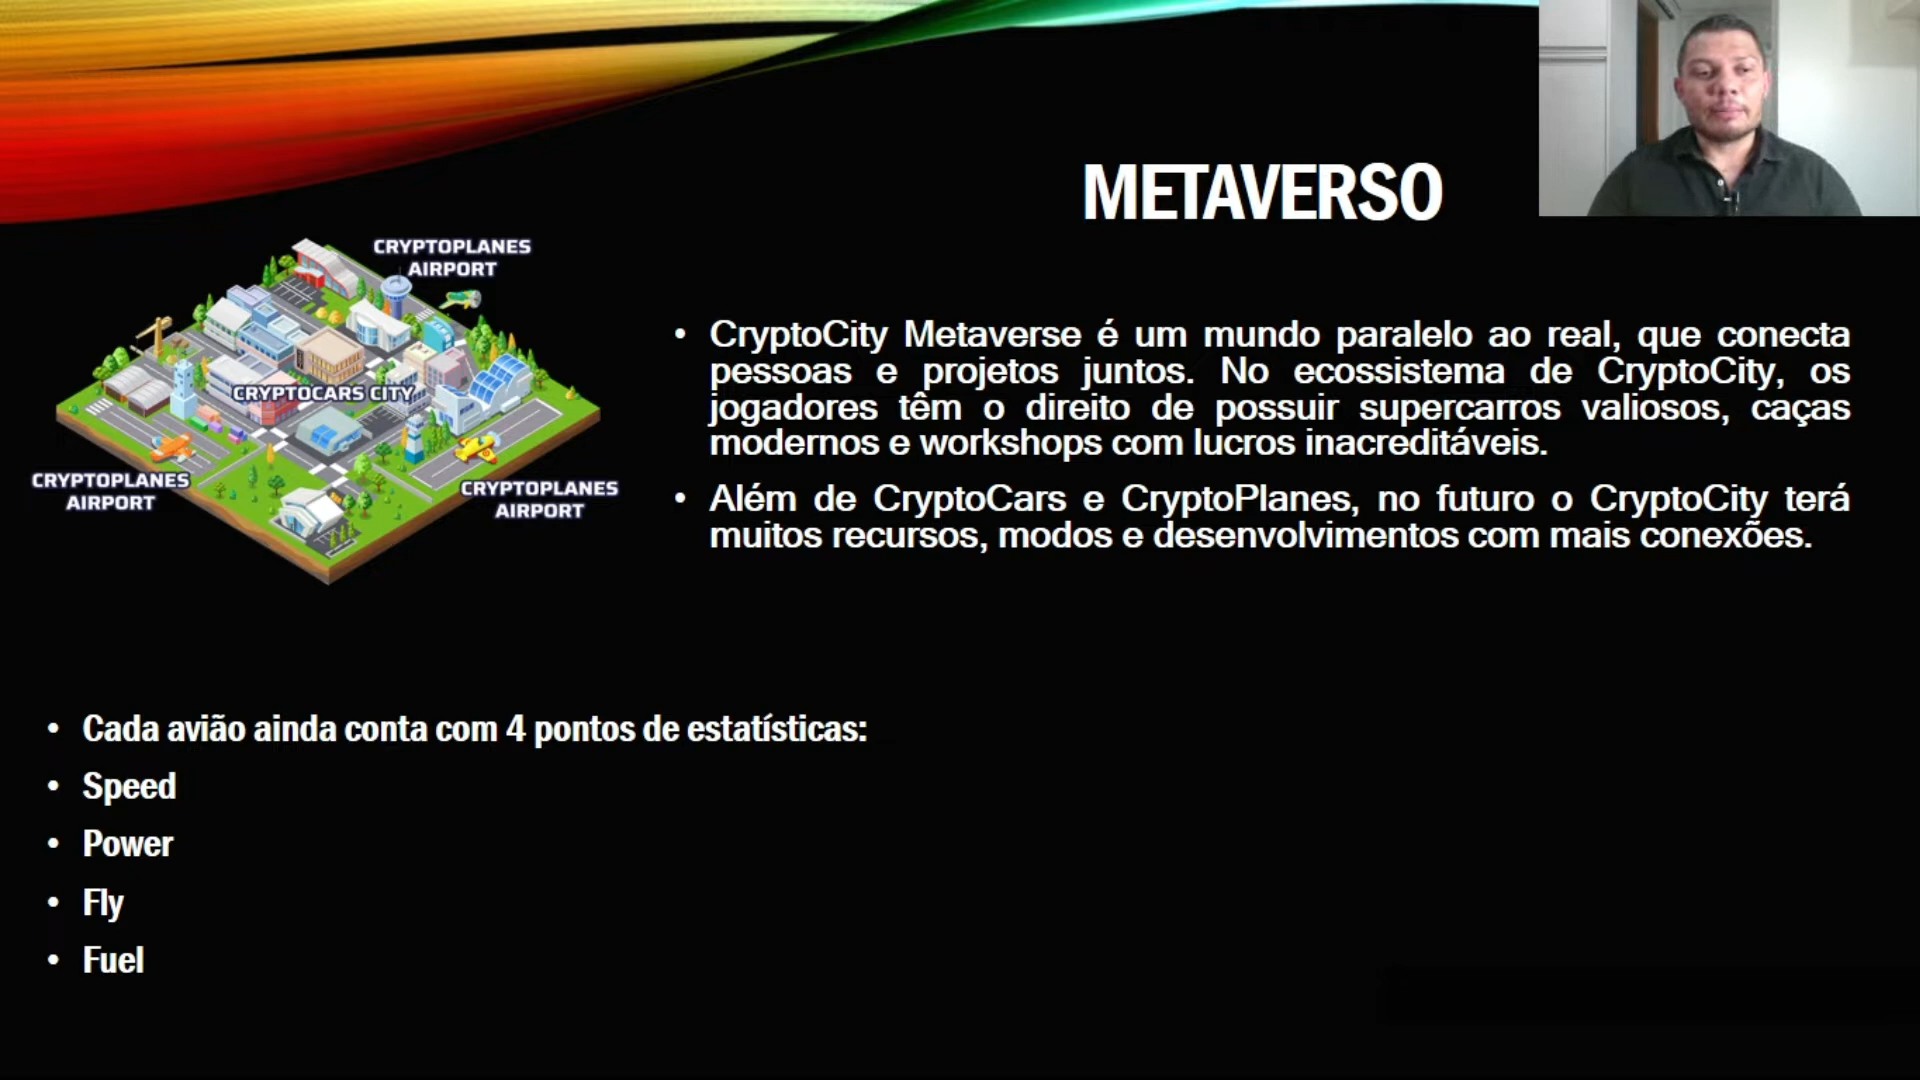 METAVERSO
CRYPTOPLANES
AIRPORT
CRYPTOCARS CITY
CRYPTOPLANES
AIRPORT
CRYPTOPLANES
AIRPORT
• CryptoCity Metaverse é um mundo paralelo ao real, que conecta
pessoas e projetos juntos. No ecossistema de CryptoCity, os
jogadores têm o direito de possuir supercarros valiosos, caças
modernos e workshops com lucros inacreditáveis.
• Além de CryptoCars e CryptoPlanes, no futuro o CryptoCity terá
muitos recursos, modos e desenvolvimentos com mais conexões.
• Cada avião ainda conta com 4 pontos de estatísticas:
• Speed
• Power
• Fly
• Fuel